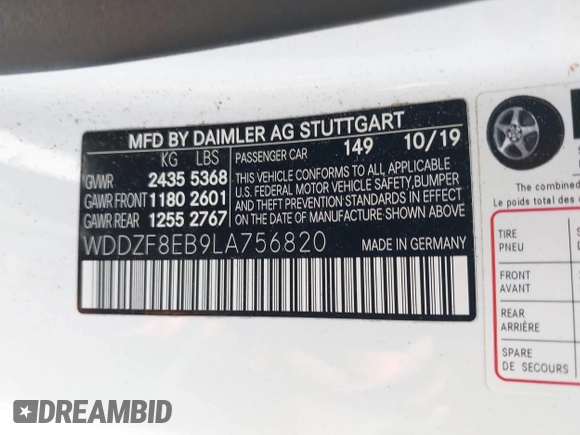 MFD BY DAIMLER AG STUTTGART
KG LBS PASSENGER CAR 149 10/19
GVWR 2435 5368
GAWR FRONT 1180 2601
GAWR REAR 1255 2767
THIS VEHICLE CONFORMS TO ALL APPLICABLE
U.S. FEDERAL MOTOR VEHICLE SAFETY, BUMPER
AND THEFT PREVENTION STANDARDS IN EFFECT
ON THE DATE OF MANUFACTURE SHOWN ABOVE
WDDZF8EB9LA756820 MADE IN GERMANY
The combined
Le poids total des
TIRE
PNEU
FRONT
AVANT
REAR
ARRIÈRE
SPARE
DE SECOURS
DREAMBID